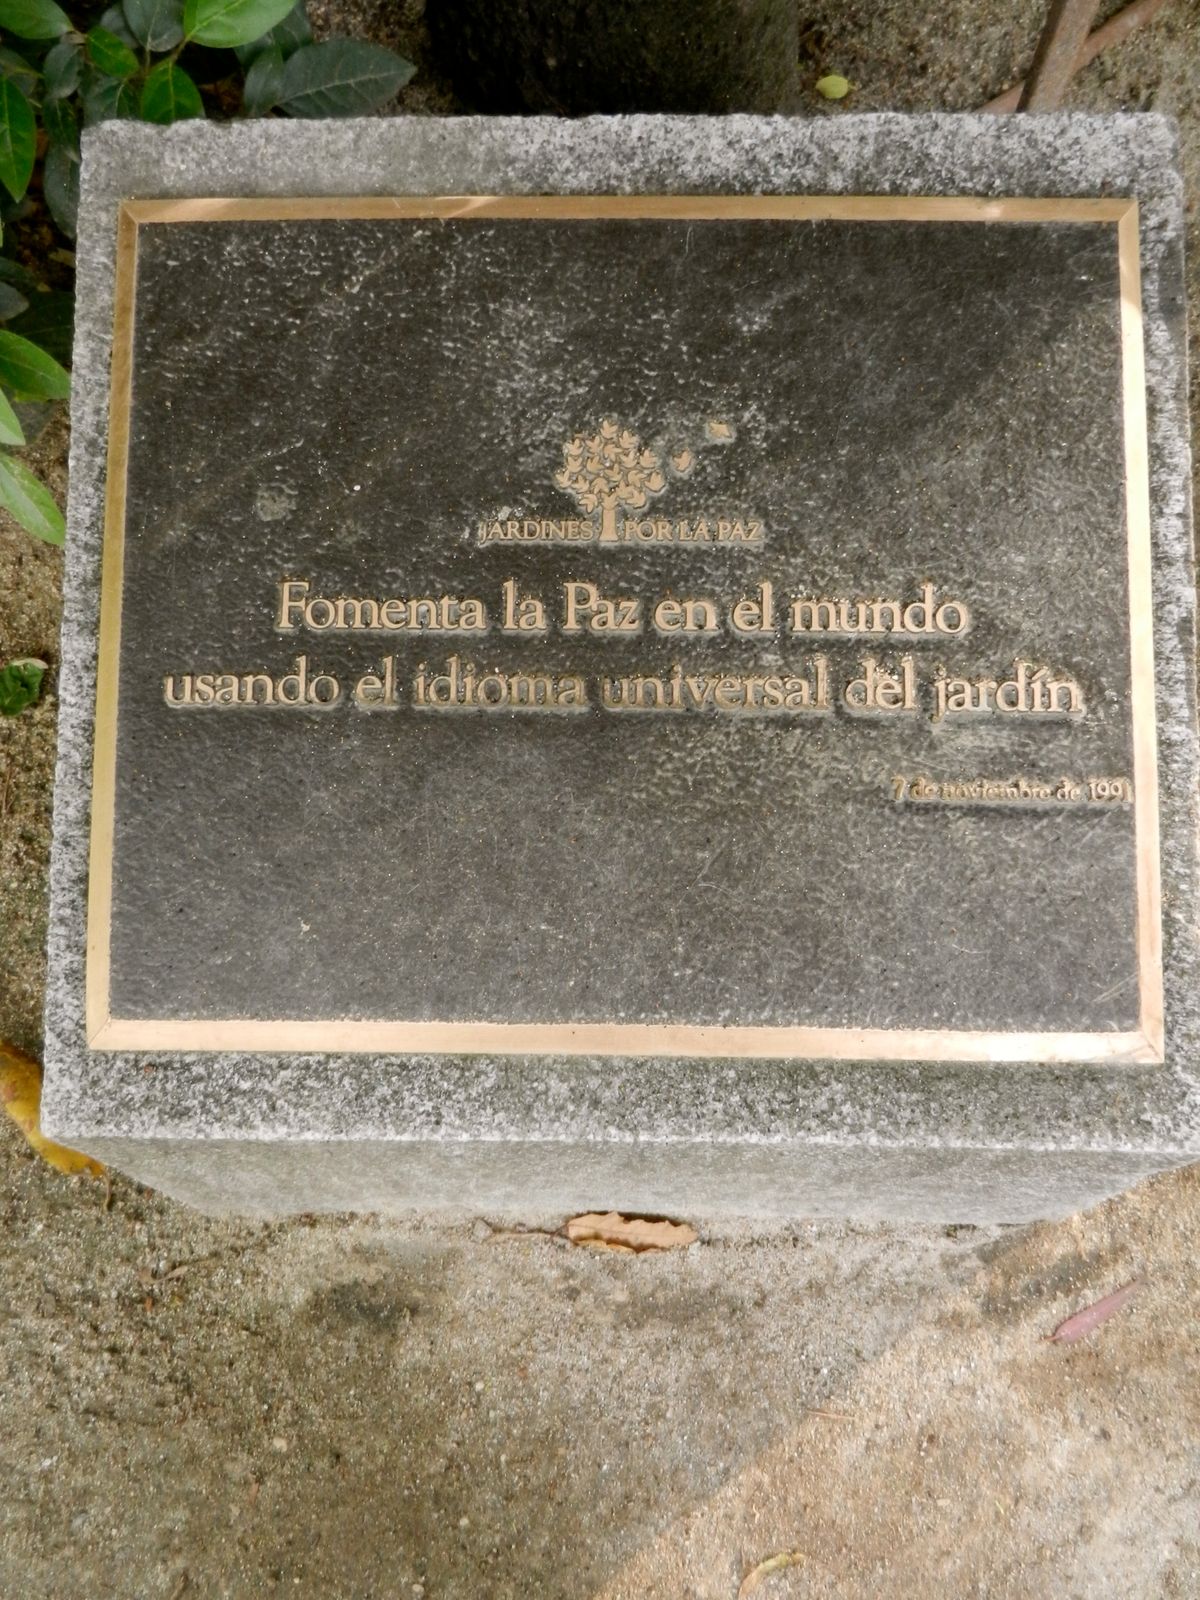 JARDINES POR LA PAZ
Fomenta la Paz en el mundo
usando el idioma universal del jardín
7 de noviembre de 1991